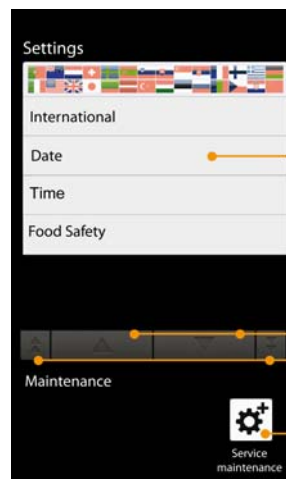 Settings
International
Date
Time
Food Safety
Maintenance
Service
maintenance